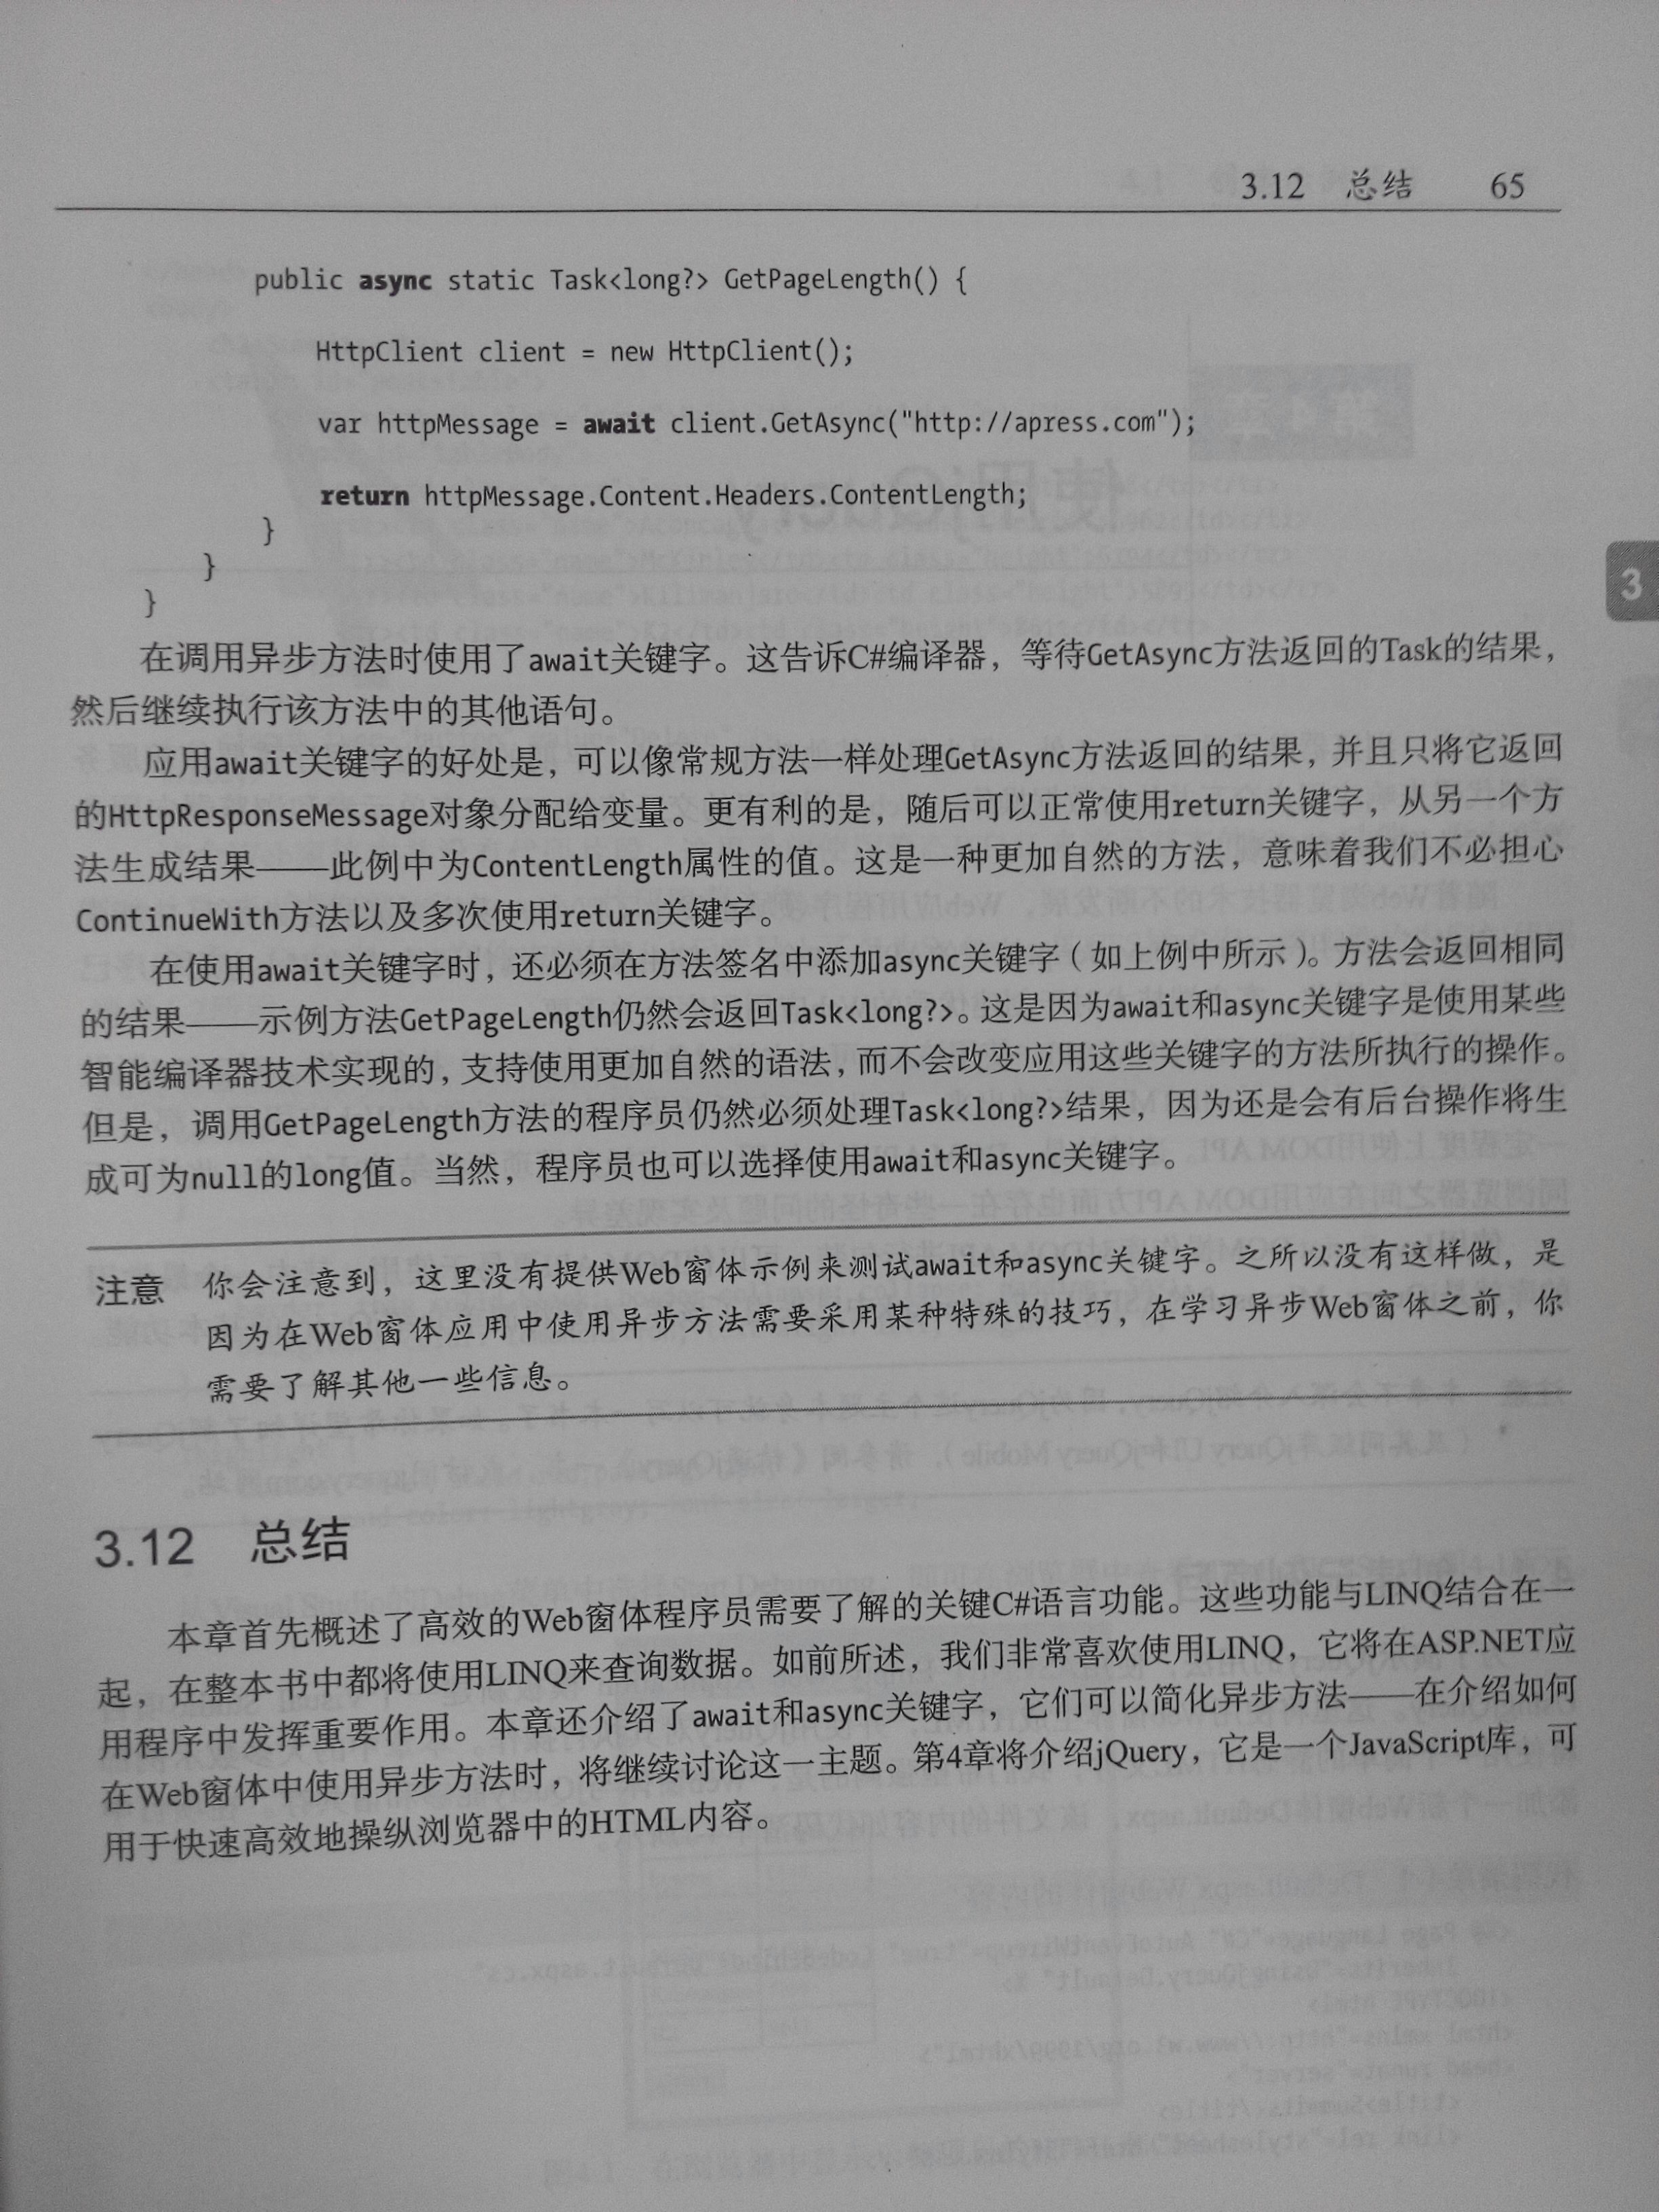 3.12 总结 65
public async static Task<long?> GetPageLength() {
HttpClient client = new HttpClient();
var httpMessage = await client.GetAsync("http://apress.com");
return httpMessage.Content.Headers.ContentLength;
}
}
}
3
在调用异步方法时使用了await关键字。这告诉C#编译器，等待GetAsync方法返回的Task的结果，
然后继续执行该方法中的其他语句。
应用await关键字的好处是，可以像常规方法一样处理GetAsync方法返回的结果，并且只将它返回
的HttpResponseMessage对象分配给变量。更有利的是，随后可以正常使用return关键字，从另一个方
法生成结果——此例中为ContentLength属性的值。这是一种更加自然的方法，意味着我们不必担心
ContinueWith方法以及多次使用return关键字。
在使用await关键字时，还必须在方法签名中添加async关键字（如上例中所示）。方法会返回相同
的结果——示例方法GetPageLength仍然会返回Task<long?>。这是因为await和async关键字是使用某些
智能编译器技术实现的，支持使用更加自然的语法，而不会改变应用这些关键字的方法所执行的操作。
但是，调用GetPageLength方法的程序员仍然必须处理Task<long?>结果，因为还是会有后台操作将生
成可为null的long值。当然，程序员也可以选择使用await和async关键字。
注意 你会注意到，这里没有提供Web窗体示例来测试await和async关键字。之所以没有这样做，是
因为在Web窗体应用中使用异步方法需要采用某种特殊的技巧，在学习异步Web窗体之前，你
需要了解其他一些信息。
3.12 总结
本章首先概述了高效的Web窗体程序员需要了解的关键C#语言功能。这些功能与LINQ结合在一
起，在整本书中都将使用LINQ来查询数据。如前所述，我们非常喜欢使用LINQ，它将在ASP.NET应
用程序中发挥重要作用。本章还介绍了await和async关键字，它们可以简化异步方法——在介绍如何
在Web窗体中使用异步方法时，将继续讨论这一主题。第4章将介绍jQuery，它是一个JavaScript库，可
用于快速高效地操纵浏览器中的HTML内容。